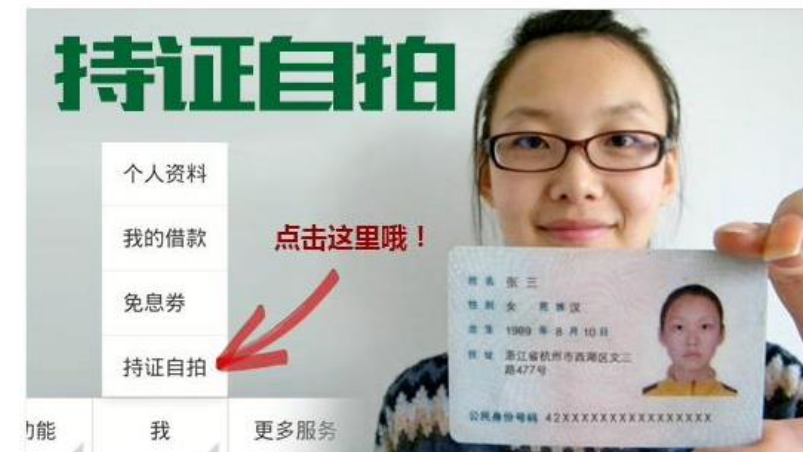 持证自拍
个人资料
我的借款
点击这里哦！
免息券
持证自拍
功能
我
更多服务
姓名 张三
性别 女 民族 汉
出生 1989 年 8 月 10 日
住址 浙江省杭州市西湖区文三
路477号
公民身份号码 42XXXXXXXXXXXXXXXX